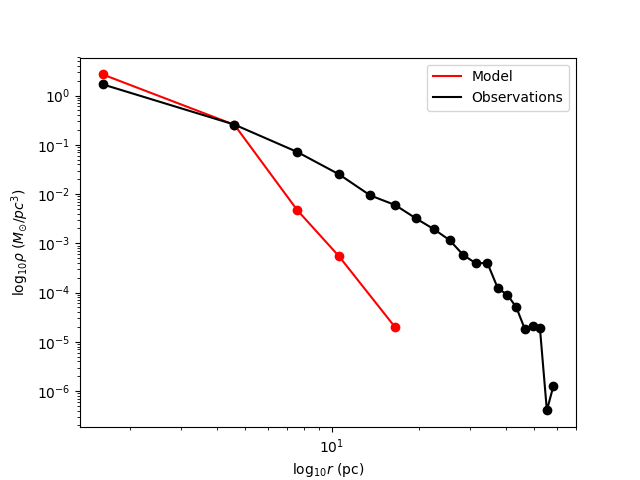 Model
Observations
10⁰
10⁻¹
10⁻²
10⁻³
10⁻⁴
10⁻⁵
10⁻⁶
log₁₀ρ (M☉/pc³)
10¹
log₁₀r (pc)